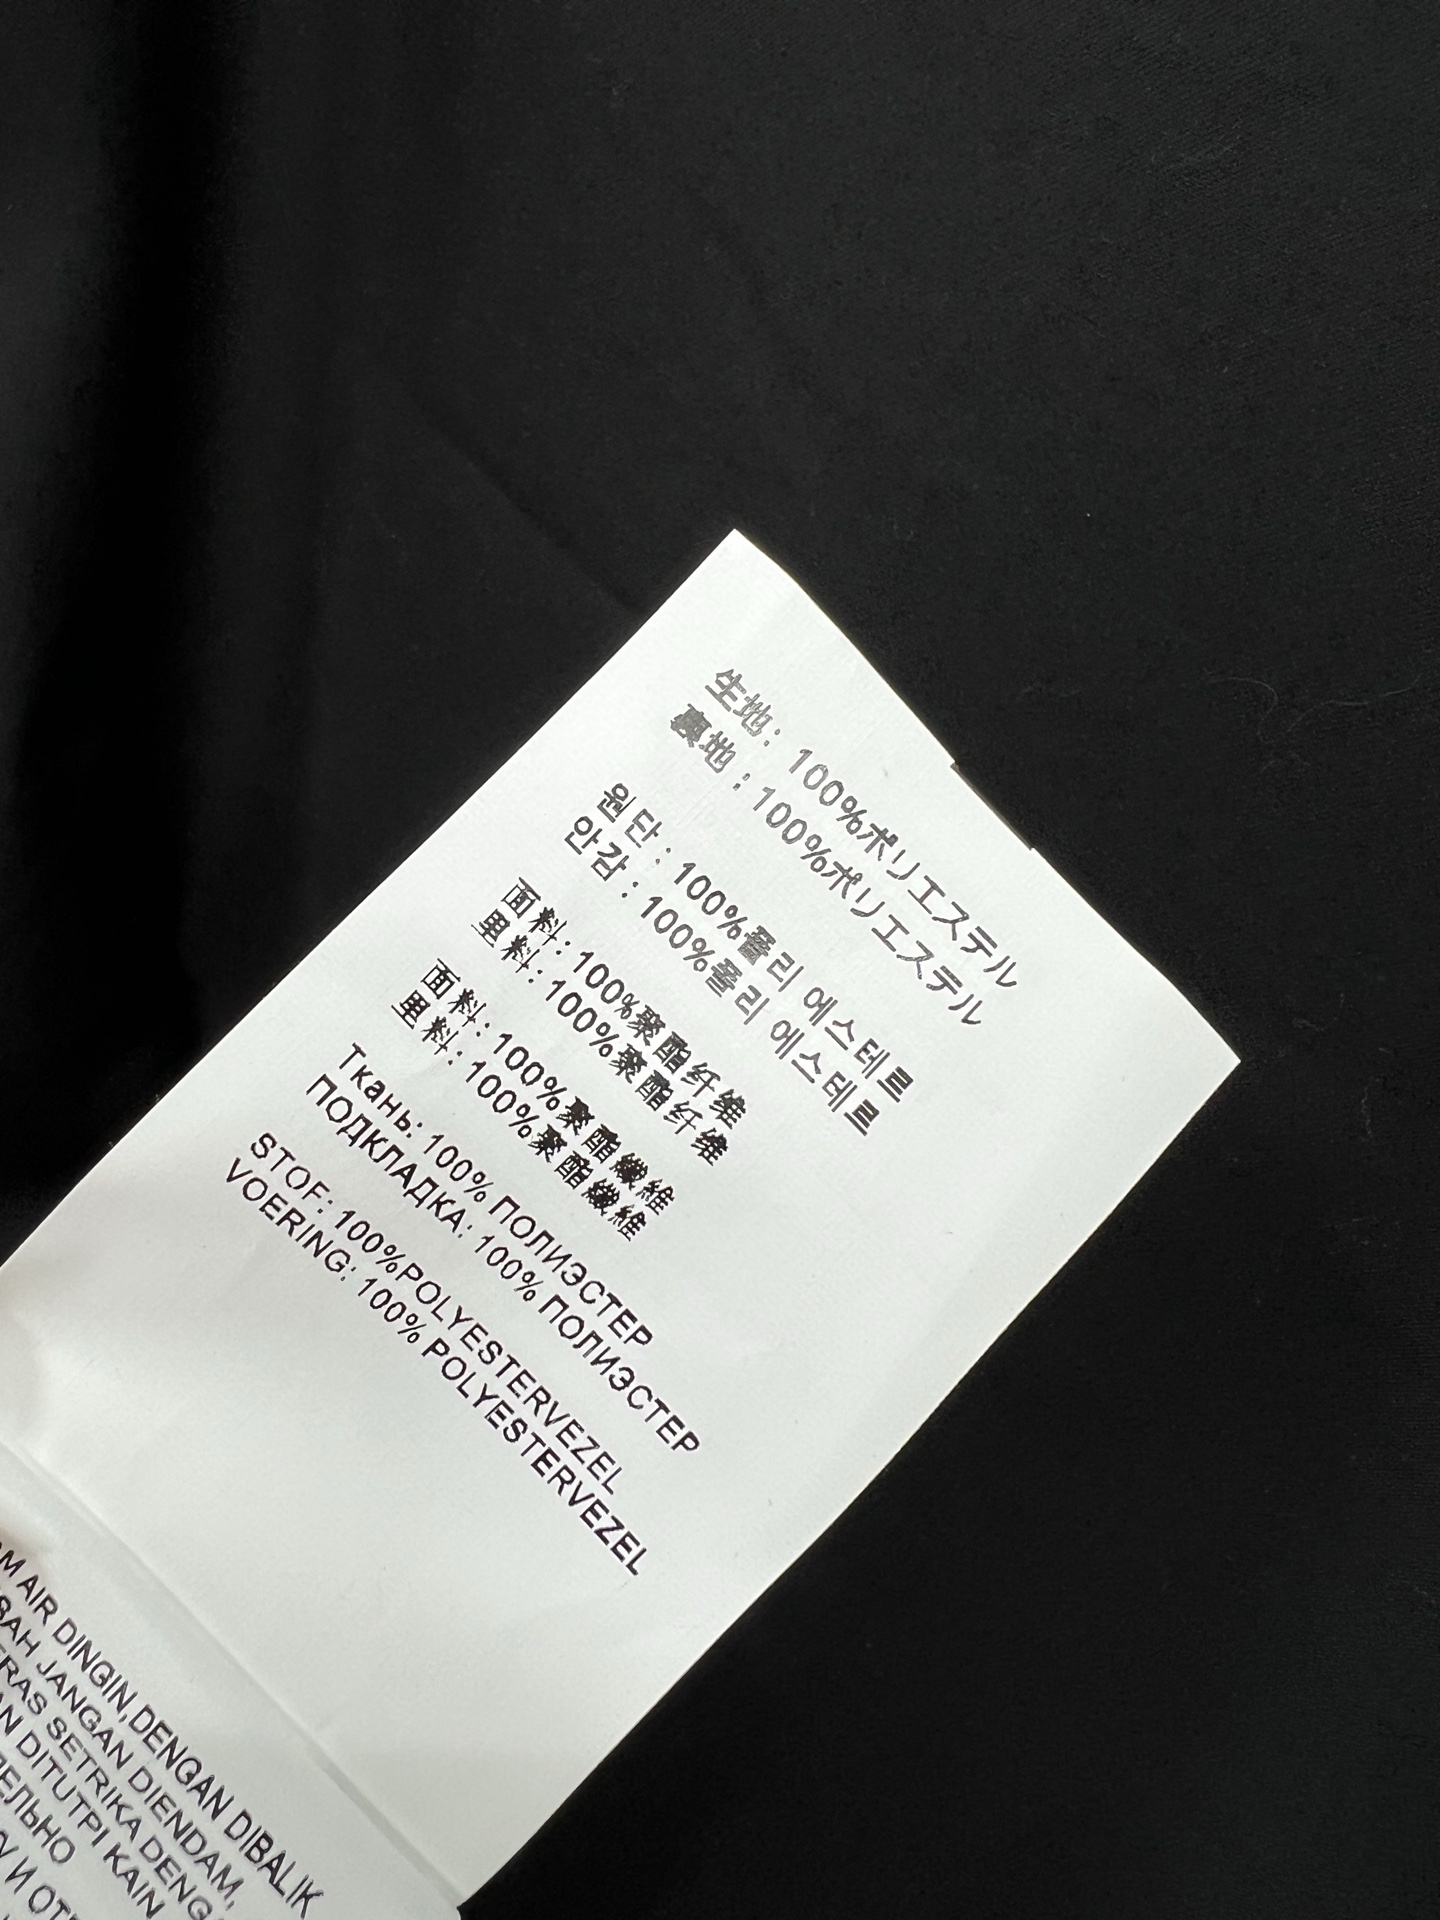 生地: 100%ポリエステル
裏地: 100%ポリエステル
원단: 100%폴리 에스테르
안감: 100%폴리 에스테르
面料: 100%聚酯纤维
里料: 100%聚酯纤维
面料: 100%聚酯纖維
里料: 100%聚酯纖維
Ткань: 100% ПОЛИЭСТЕР
ПОДКЛАДКА: 100% ПОЛИЭСТЕР
STOF: 100%POLYESTERVEZEL
VOERING: 100% POLYESTERVEZEL
AIR DINGIN,DENGAN DIBALIK
JANGAN DIENDAM,
SETRIKA
DITUTPI KAIN
И